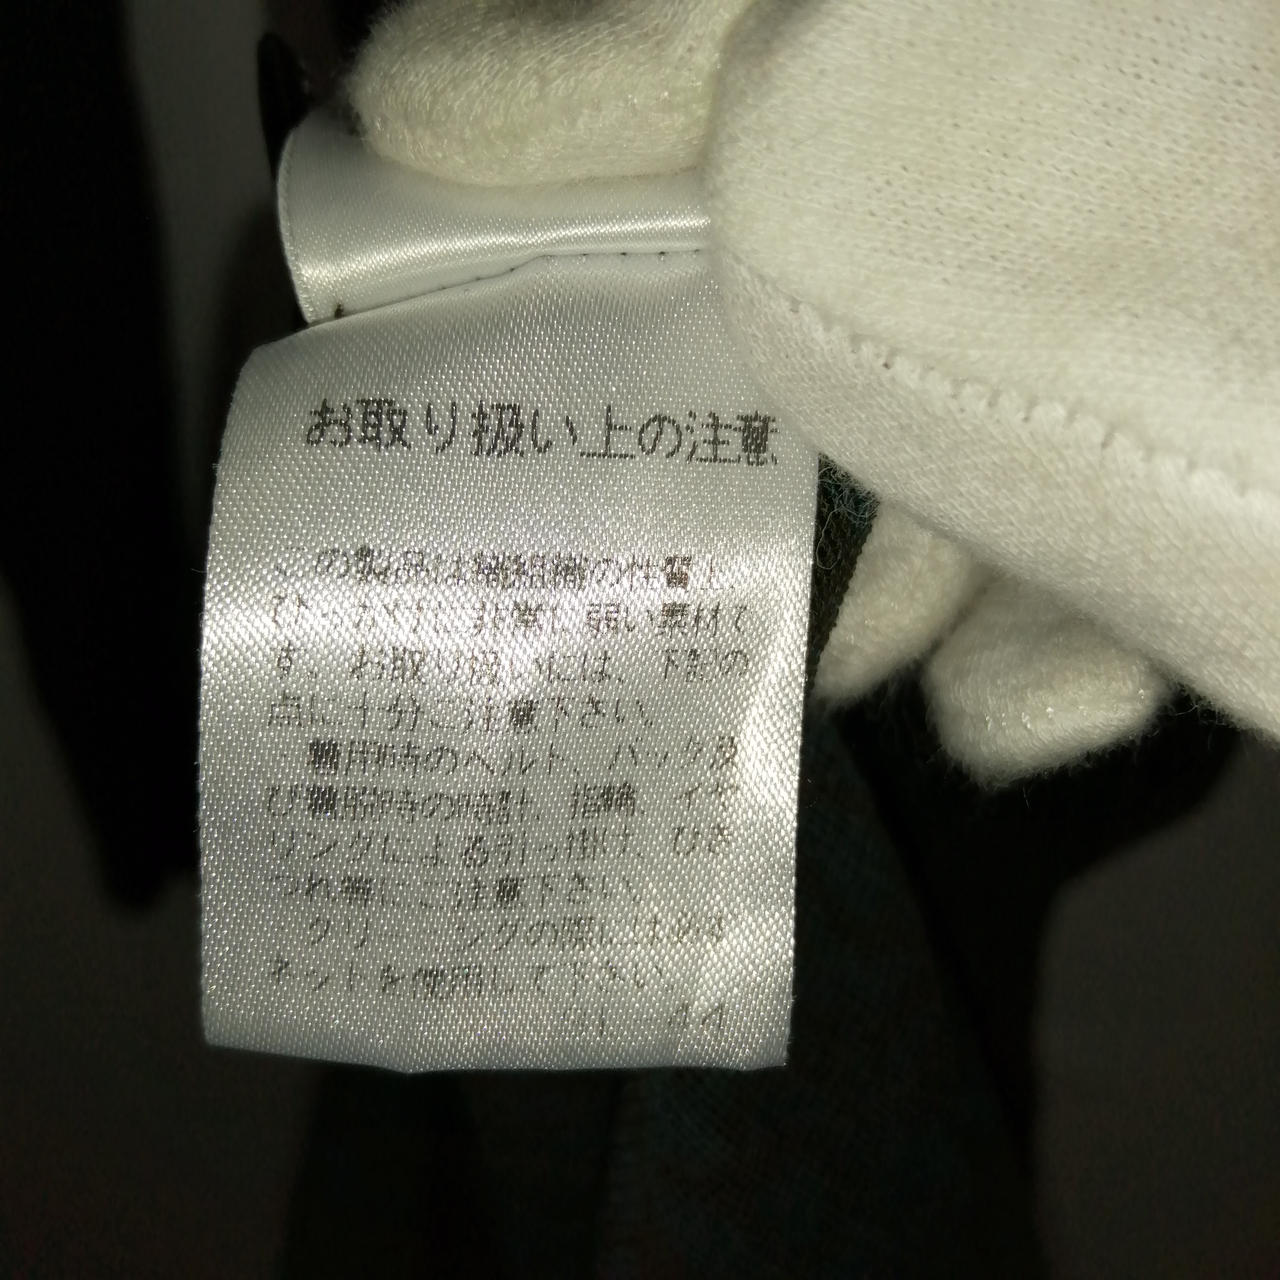 お取り扱い上の注意
この製品は繊組織の性質上
ひっかけに非常に弱い素材で
す。お取り扱いには、下記の
点に十分ご注意下さい。
着用時のベルト、バック及
び着脱時の時計、指輪、イヤ
リングによる引っ掛け、ひき
つれ等にご注意下さい。
クリーニングの際には必ず
ネットを使用して下さい